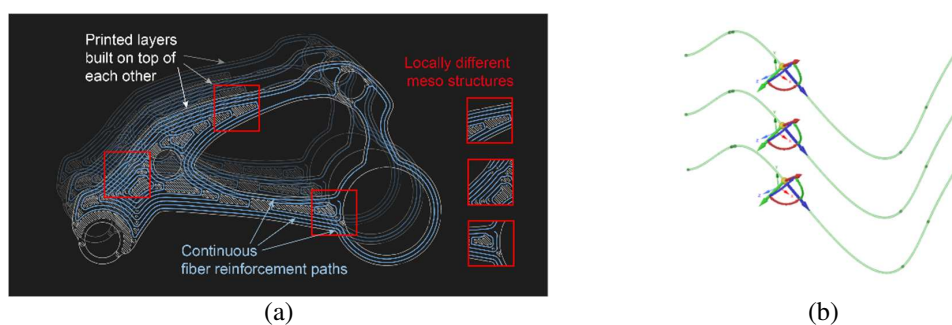 Printed layers
built on top of
each other
Locally different
meso structures
Continuous
fiber reinforcement paths
(a)
(b)